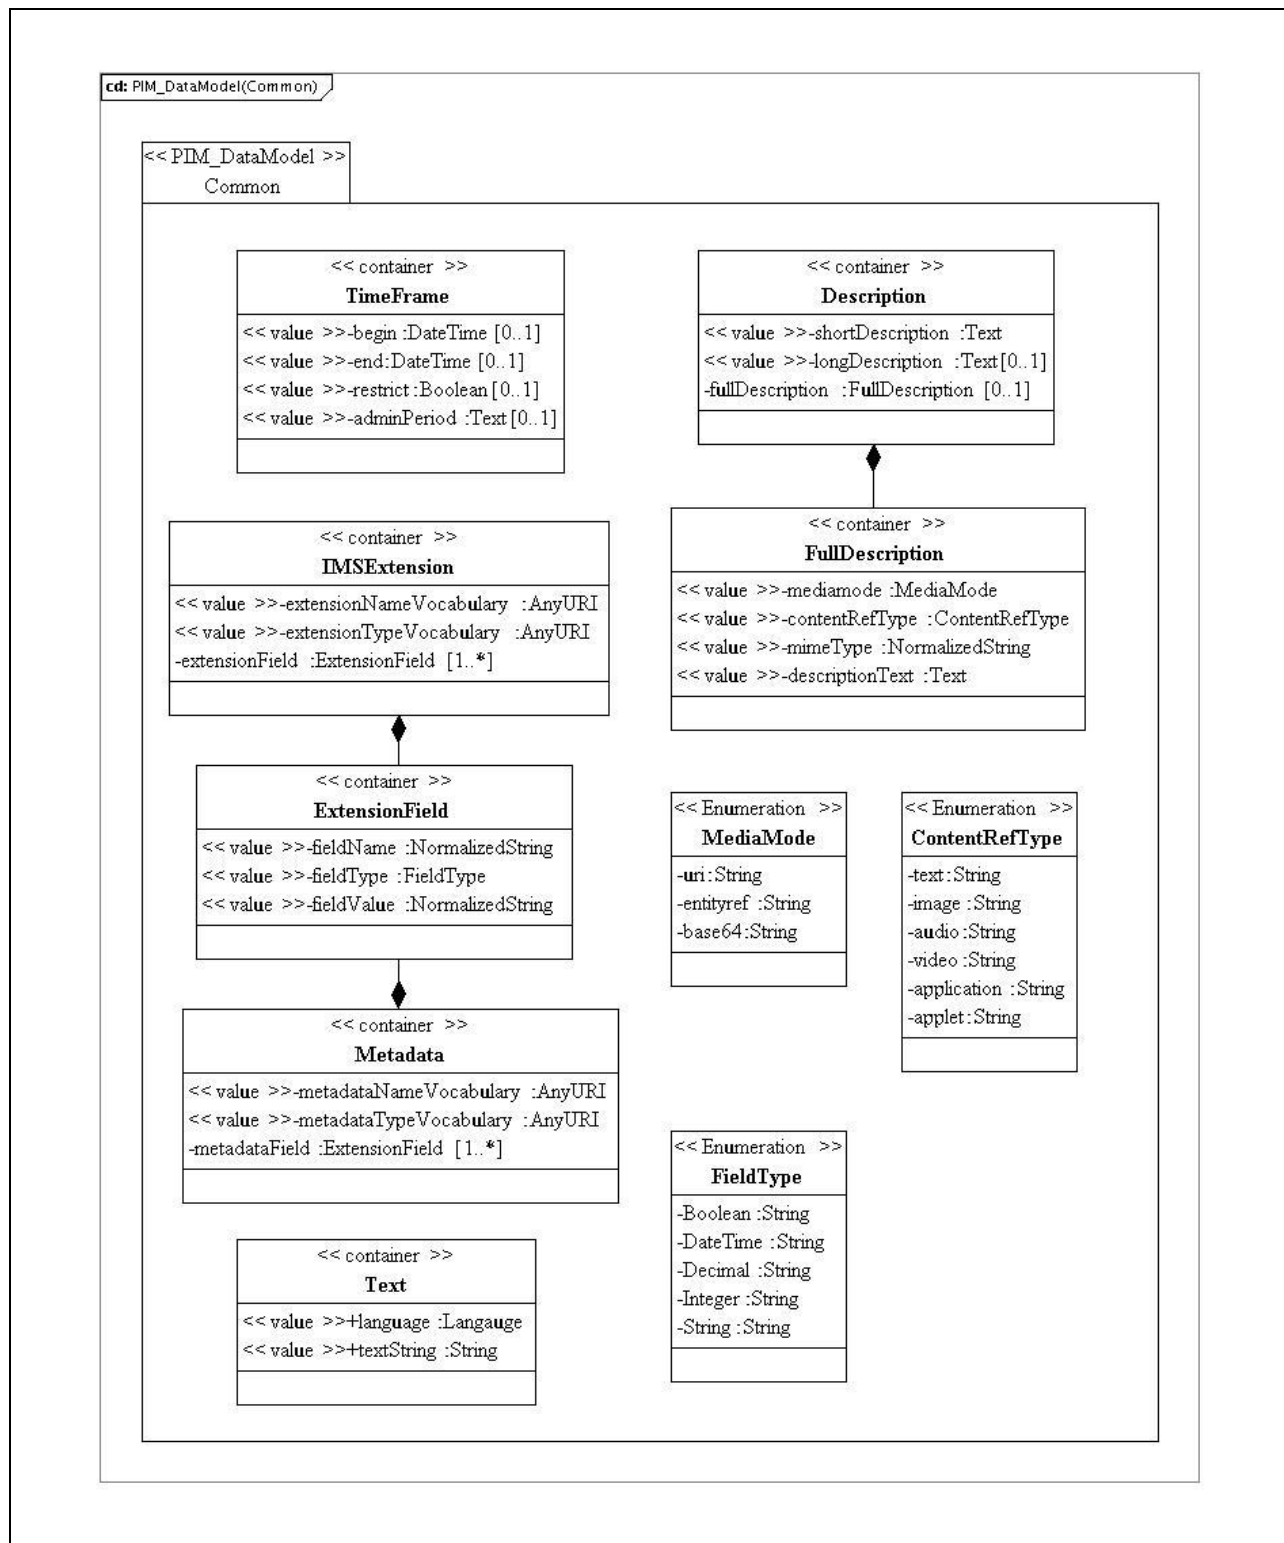 cd: PIM_DataModel(Common)
<< PIM_DataModel >>
Common
<< container >>
TimeFrame
<< value >>-begin :DateTime [0..1]
<< value >>-end:DateTime [0..1]
<< value >>-restrict :Boolean [0..1]
<< value >>-adminPeriod :Text [0..1]
<< container >>
Description
<< value >>-shortDescription :Text
<< value >>-longDescription :Text[0..1]
-fullDescription :FullDescription [0..1]
<< container >>
FullDescription
<< value >>-mediamode :MediaMode
<< value >>-contentRefType :ContentRefType
<< value >>-mimeType :NormalizedString
<< value >>-descriptionText :Text
<< container >>
IMSExtension
<< value >>-extensionNameVocabulary :AnyURI
<< value >>-extensionTypeVocabulary :AnyURI
-extensionField :ExtensionField [1..*]
<< container >>
ExtensionField
<< value >>-fieldName :NormalizedString
<< value >>-fieldType :FieldType
<< value >>-fieldValue :NormalizedString
<< Enumeration >>
MediaMode
-uri:String
-entityref :String
-base64:String
<< Enumeration >>
ContentRefType
-text:String
-image :String
-audio:String
-video :String
-application :String
-applet:String
<< container >>
Metadata
<< value >>-metadataNameVocabulary :AnyURI
<< value >>-metadataTypeVocabulary :AnyURI
-metadataField :ExtensionField [1..*]
<< Enumeration >>
FieldType
-Boolean :String
-DateTime :String
-Decimal :String
-Integer :String
-String :String
<< container >>
Text
<< value >>+language :Langauge
<< value >>+textString :String